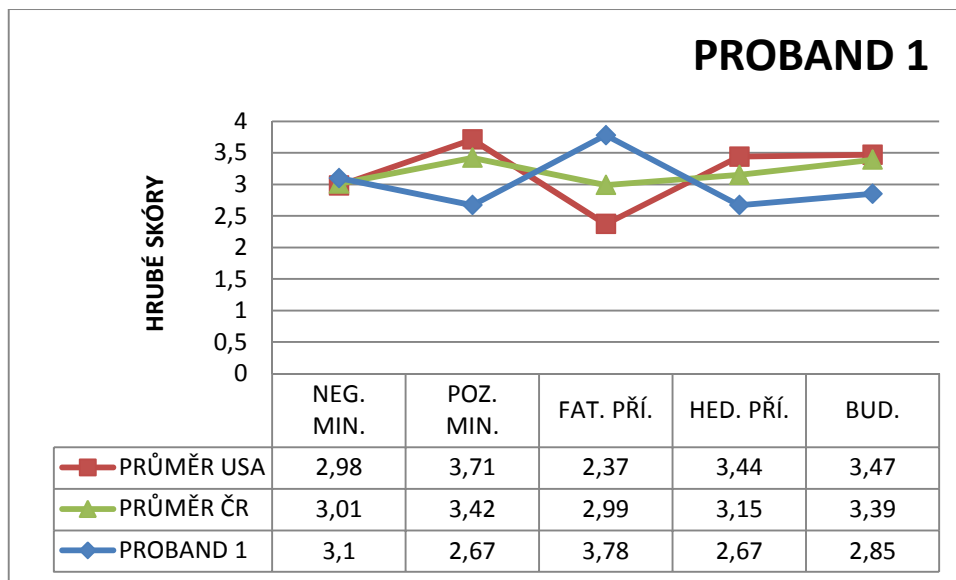 PROBAND 1
HRUBÉ SKÓRY
4
3,5
3
2,5
2
1,5
1
0,5
0
NEG. MIN.
POZ. MIN.
FAT. PŘÍ.
HED. PŘÍ.
BUD.
PRŮMĚR USA 2,98 3,71 2,37 3,44 3,47
PRŮMĚR ČR 3,01 3,42 2,99 3,15 3,39
PROBAND 1 3,1 2,67 3,78 2,67 2,85